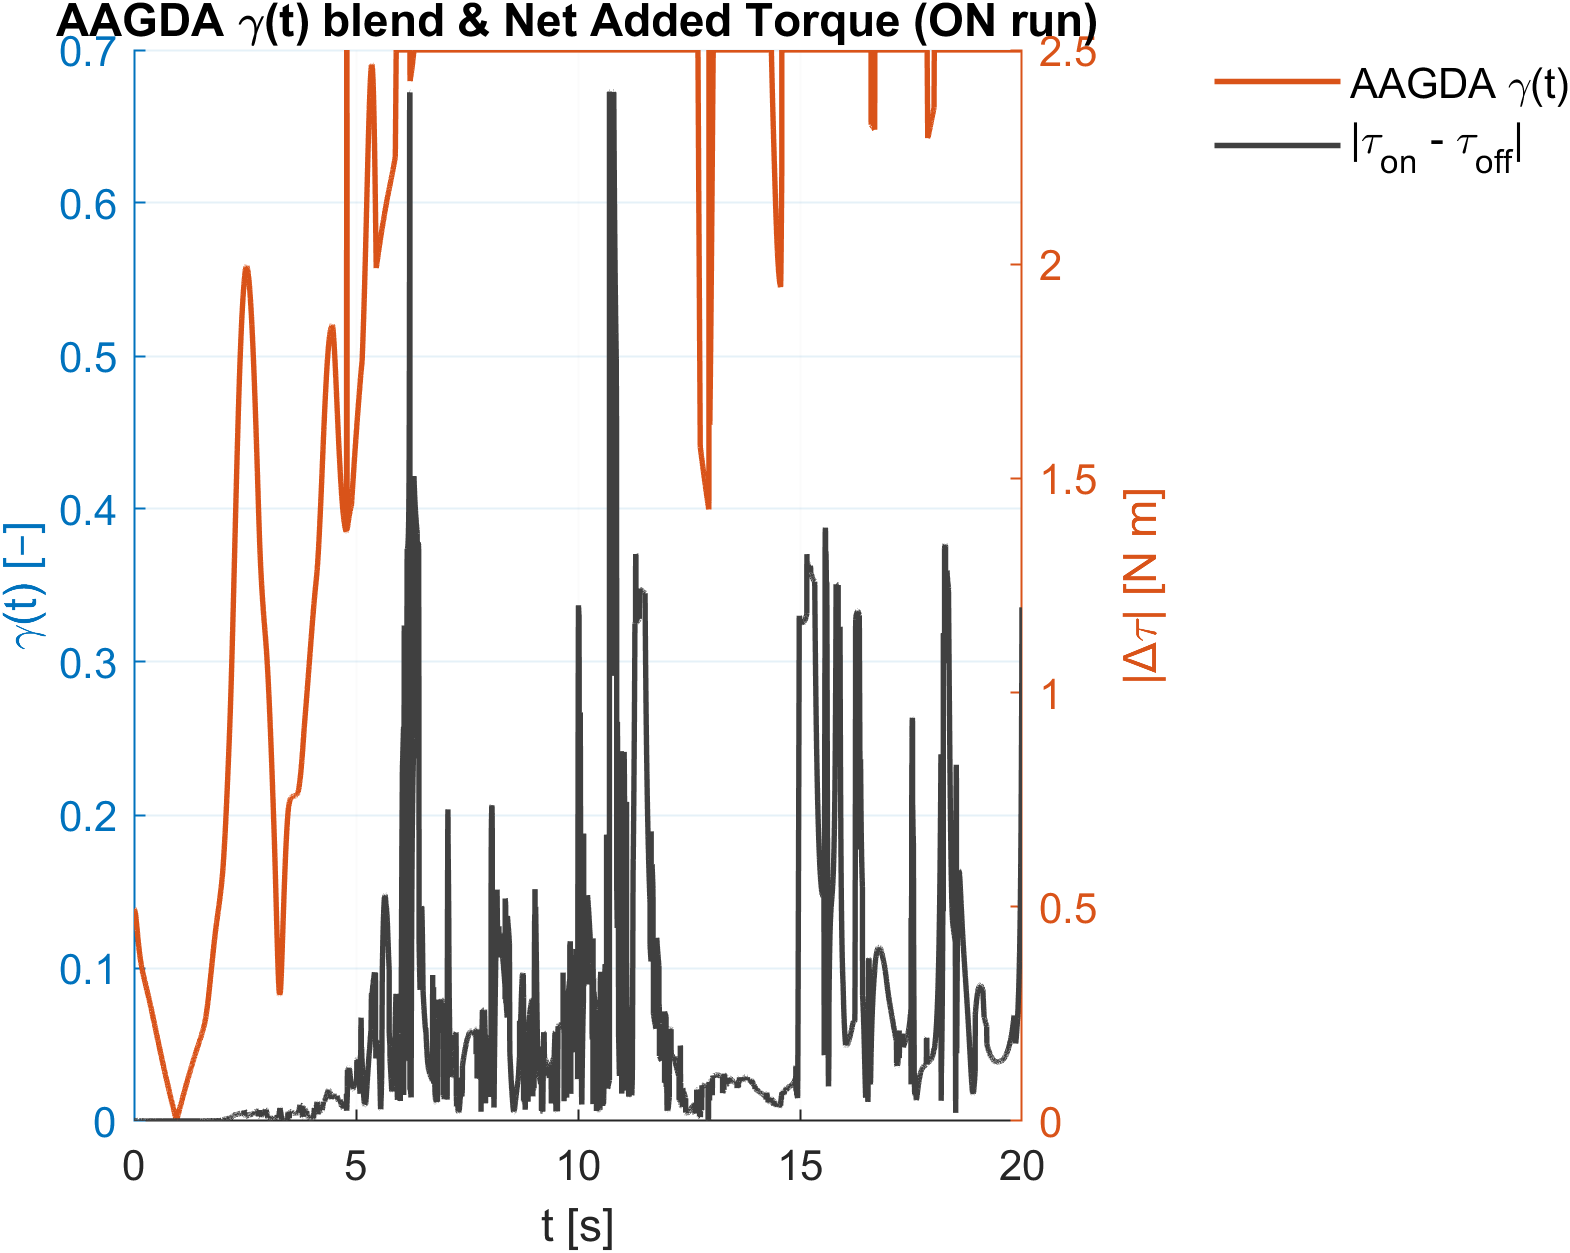 AAGDA γ(t) blend & Net Added Torque (ON run)
AAGDA γ(t)
|τon - τoff|
γ(t) [−]
0.7
0.6
0.5
0.4
0.3
0.2
0.1
0
2.5
2
1.5
1
0.5
0
|Δτ| [N m]
0 5 10 15 20
t [s]